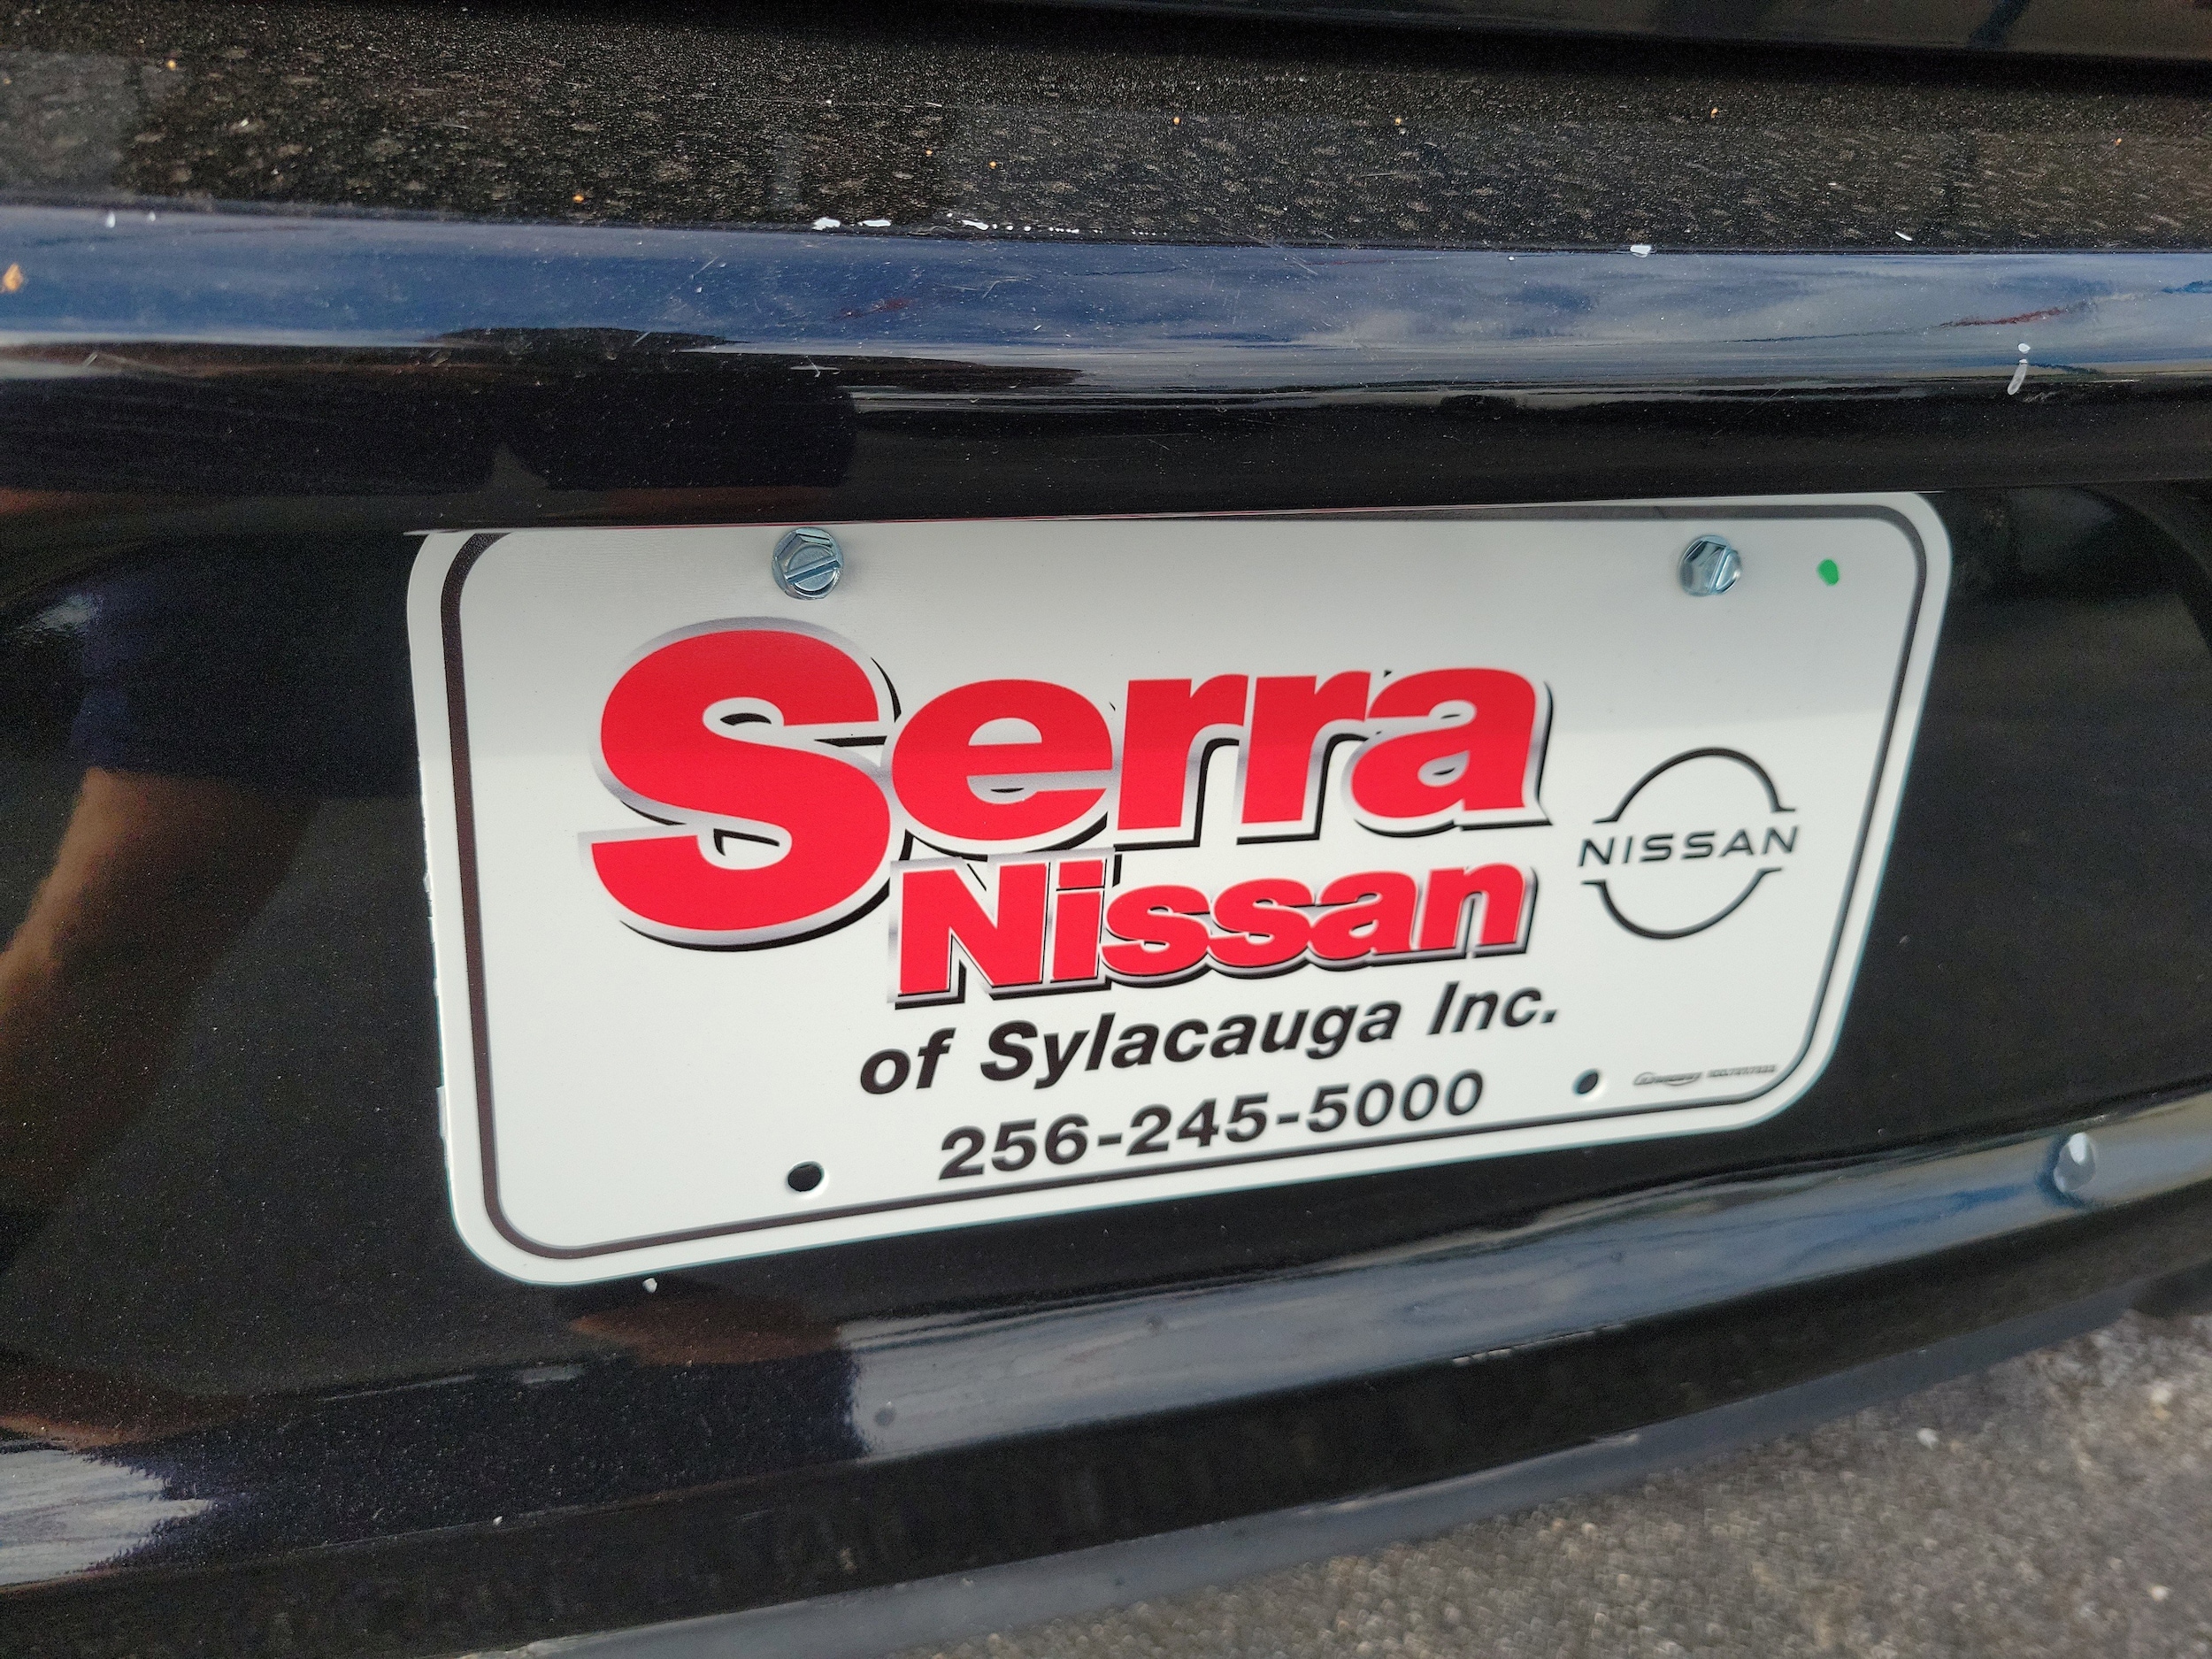 Serra
Nissan
NISSAN
of Sylacauga Inc.
256-245-5000